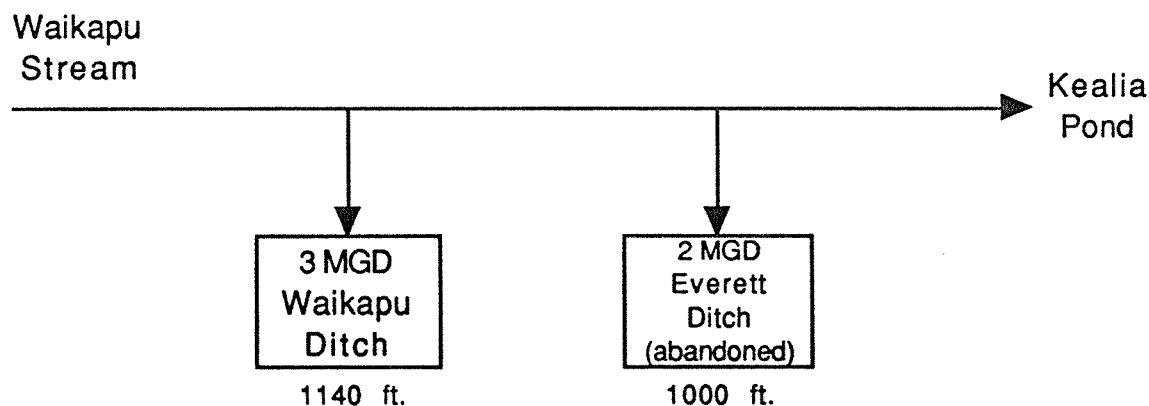 Waikapu
Stream
Kealia
Pond
3 MGD
Waikapu
Ditch
1140 ft.
2 MGD
Everett
Ditch
(abandoned)
1000 ft.